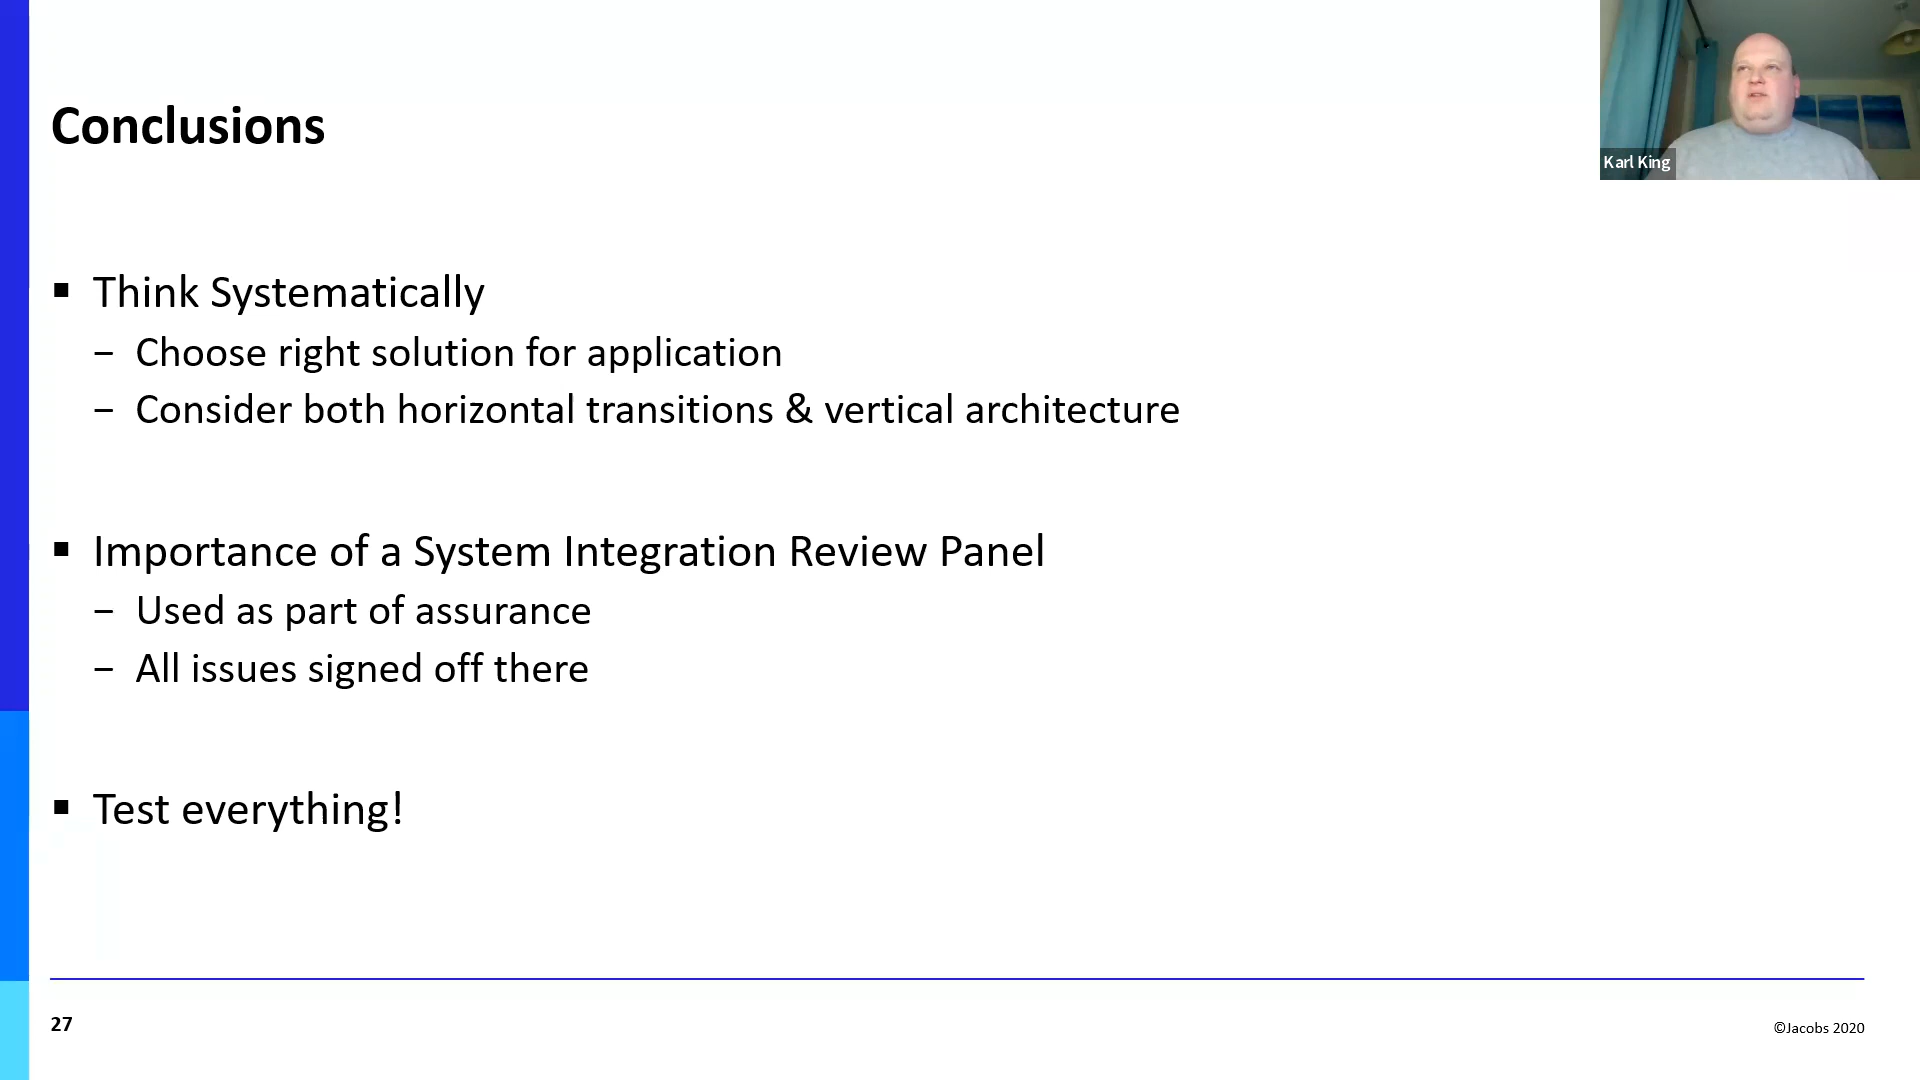 Karl King
Conclusions
▪ Think Systematically
– Choose right solution for application
– Consider both horizontal transitions & vertical architecture
▪ Importance of a System Integration Review Panel
– Used as part of assurance
– All issues signed off there
▪ Test everything!
27
©Jacobs 2020